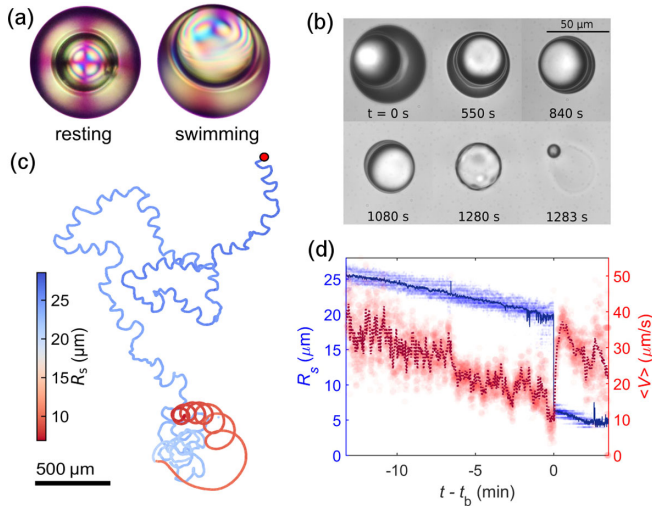 (a)
resting
swimming
(b)
50 µm
t = 0 s
550 s
840 s
1080 s
1280 s
1283 s
(c)
25
20
15
10
R_s (µm)
500 µm
(d)
25
20
15
10
5
0
R_s (µm)
50
40
30
20
10
0
<V> (µm/s)
-10
-5
0
t - t_b (min)